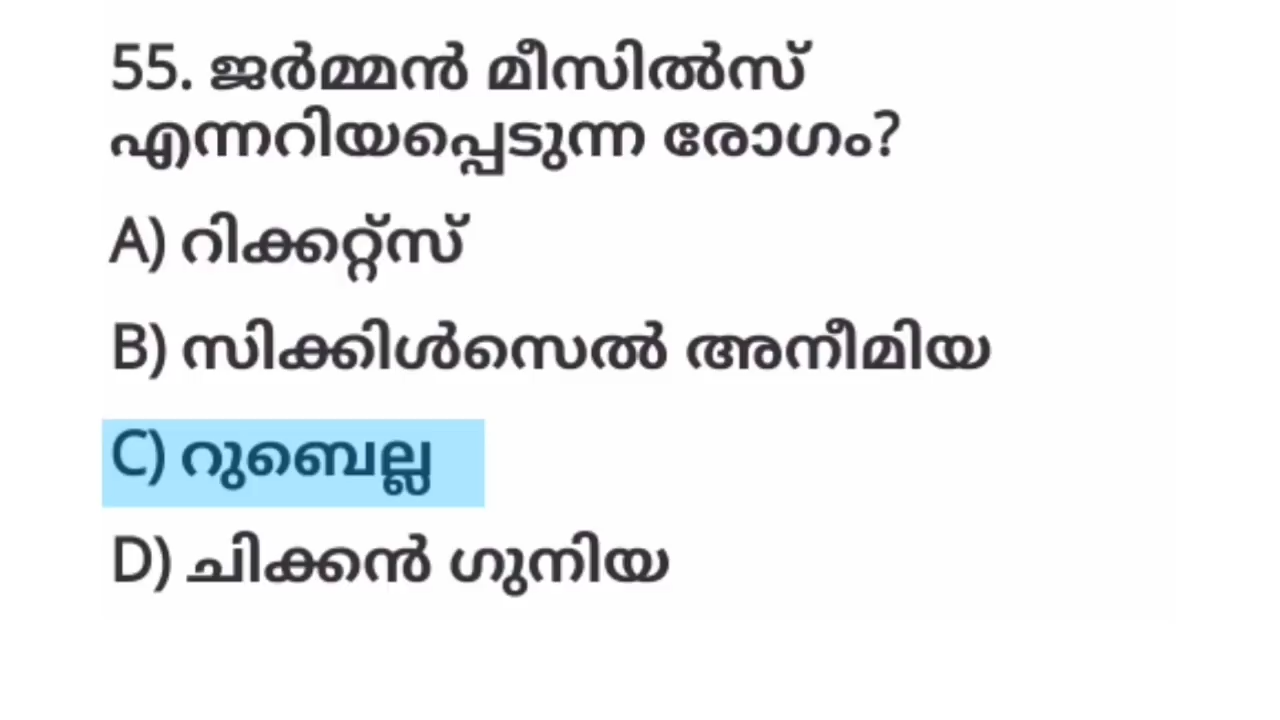 55. ജർമ്മൻ മീസിൽസ്
എന്നറിയപ്പെടുന്ന രോഗം?
A) റിക്കറ്റ്സ്
B) സിക്കിൾസെൽ അനീമിയ
C) റുബെല്ല
D) ചിക്കൻ ഗുനിയ